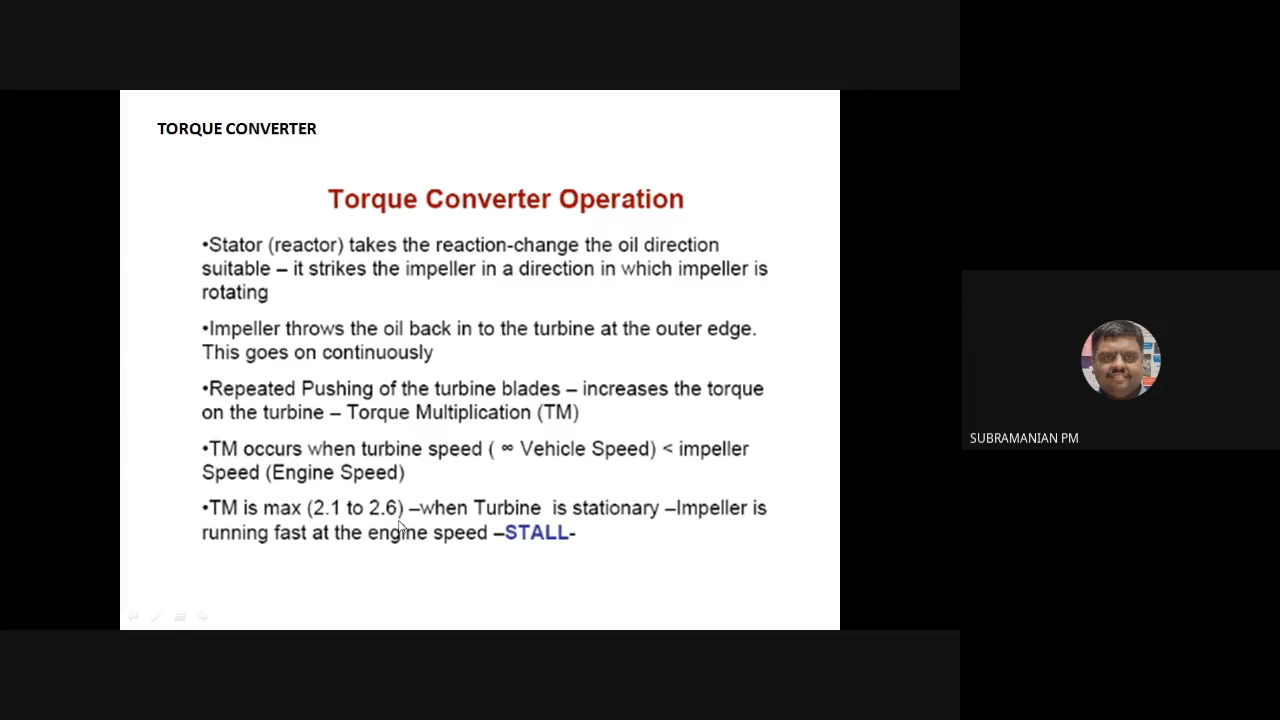 TORQUE CONVERTER
Torque Converter Operation
•Stator (reactor) takes the reaction-change the oil direction
suitable – it strikes the impeller in a direction in which impeller is
rotating
•Impeller throws the oil back in to the turbine at the outer edge.
This goes on continuously
•Repeated Pushing of the turbine blades – increases the torque
on the turbine – Torque Multiplication (TM)
•TM occurs when turbine speed ( ∞ Vehicle Speed) < impeller
Speed (Engine Speed)
•TM is max (2.1 to 2.6) –when Turbine is stationary –Impeller is
running fast at the engine speed –STALL-
SUBRAMANIAN PM